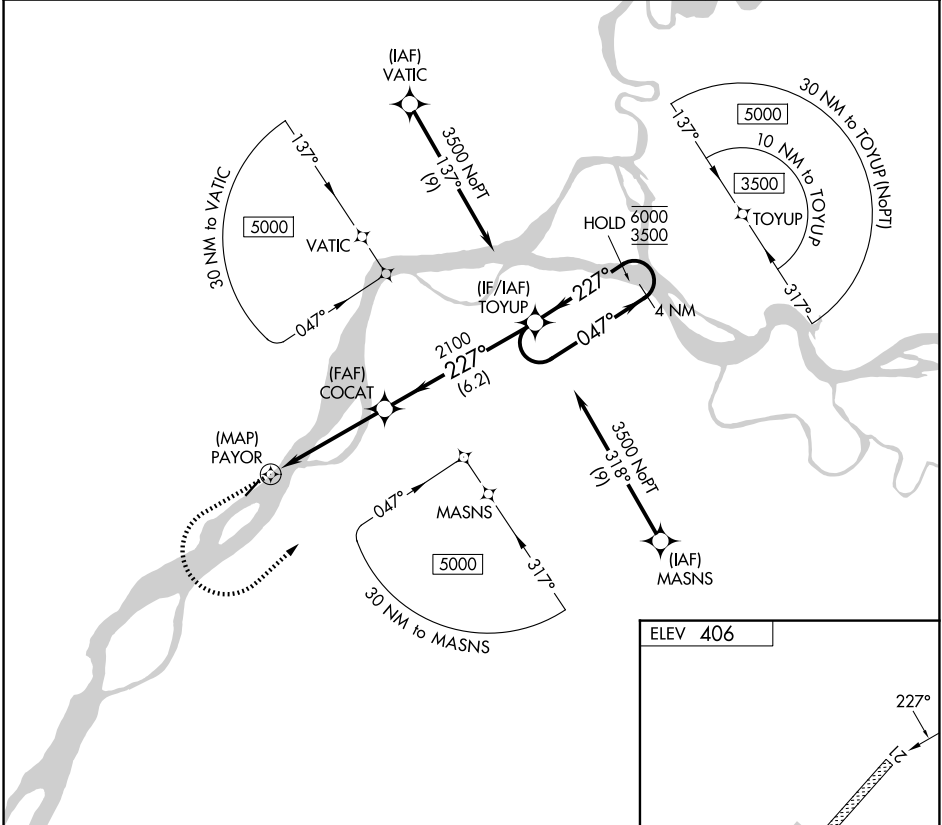 (IAF)
VATIC
3500 NoPT
137°
(9)
30 NM to VATIC
137°
5000
VATIC
047°
30 NM to TOYUP (NoPT)
5000
137°
10 NM to TOYUP
3500
TOYUP
317°
HOLD
6000
3500
227°
4 NM
047°
(IF/IAF)
TOYUP
2100
227°
(6.2)
(FAF)
COCAT
(MAP)
PAYOR
047°
MASNS
5000
317°
30 NM to MASNS
3500 NoPT
318°
(9)
(IAF)
MASNS
ELEV 406
227°
21